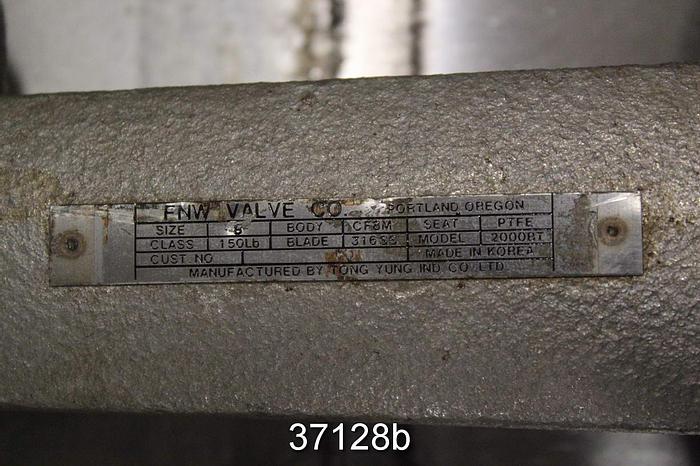 FNW VALVE CO. PORTLAND, OREGON
SIZE 8 BODY CF8M SEAT PTFE
CLASS 150Lb BLADE 316SS MODEL 2000RT
CUST NO MADE IN KOREA
MANUFACTURED BY TONG YUNG IND CO., LTD.
37128b